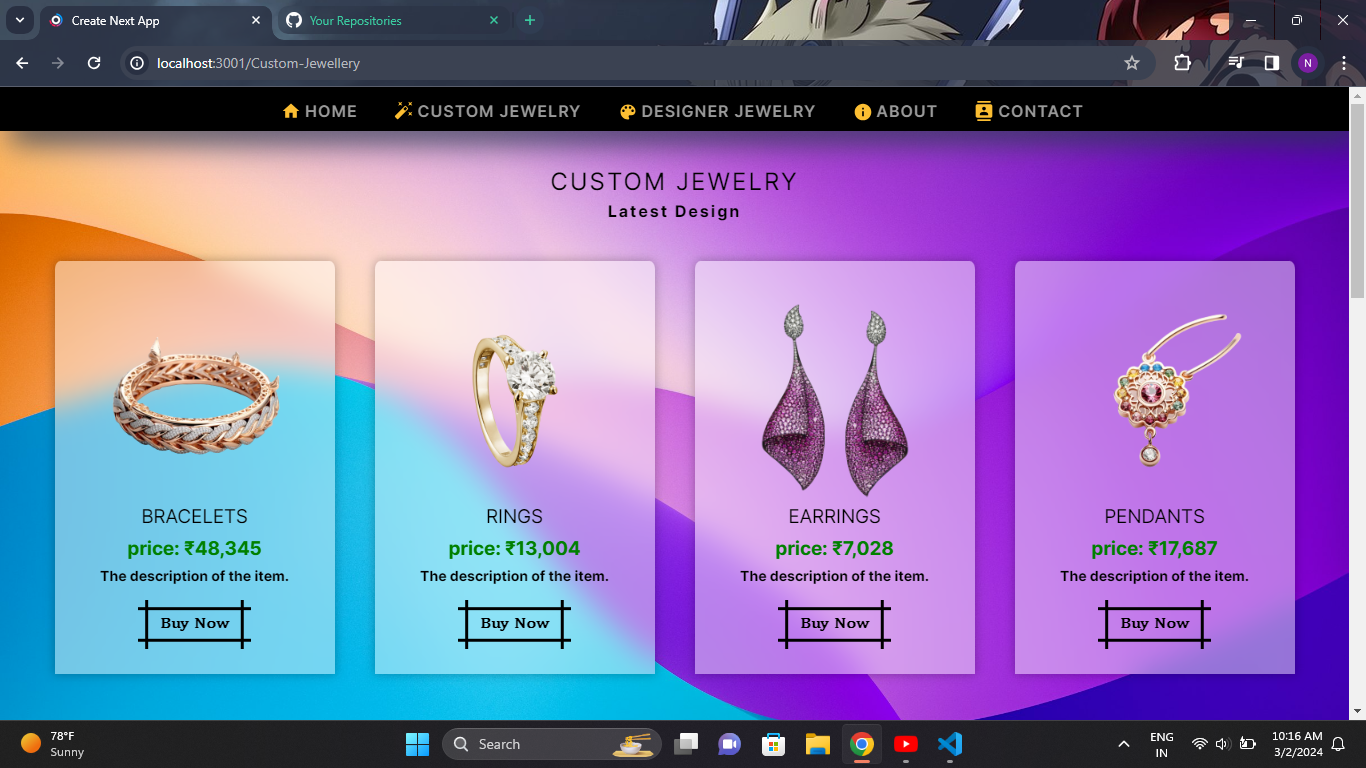 Create Next App
Your Repositories
localhost:3001/Custom-Jewellery
N
HOME
CUSTOM JEWELRY
DESIGNER JEWELRY
ABOUT
CONTACT
CUSTOM JEWELRY
Latest Design
BRACELETS
price: ₹48,345
The description of the item.
Buy Now
RINGS
price: ₹13,004
The description of the item.
Buy Now
EARRINGS
price: ₹7,028
The description of the item.
Buy Now
PENDANTS
price: ₹17,687
The description of the item.
Buy Now
78°F
Sunny
Search
ENG
IN
10:16 AM
3/2/2024